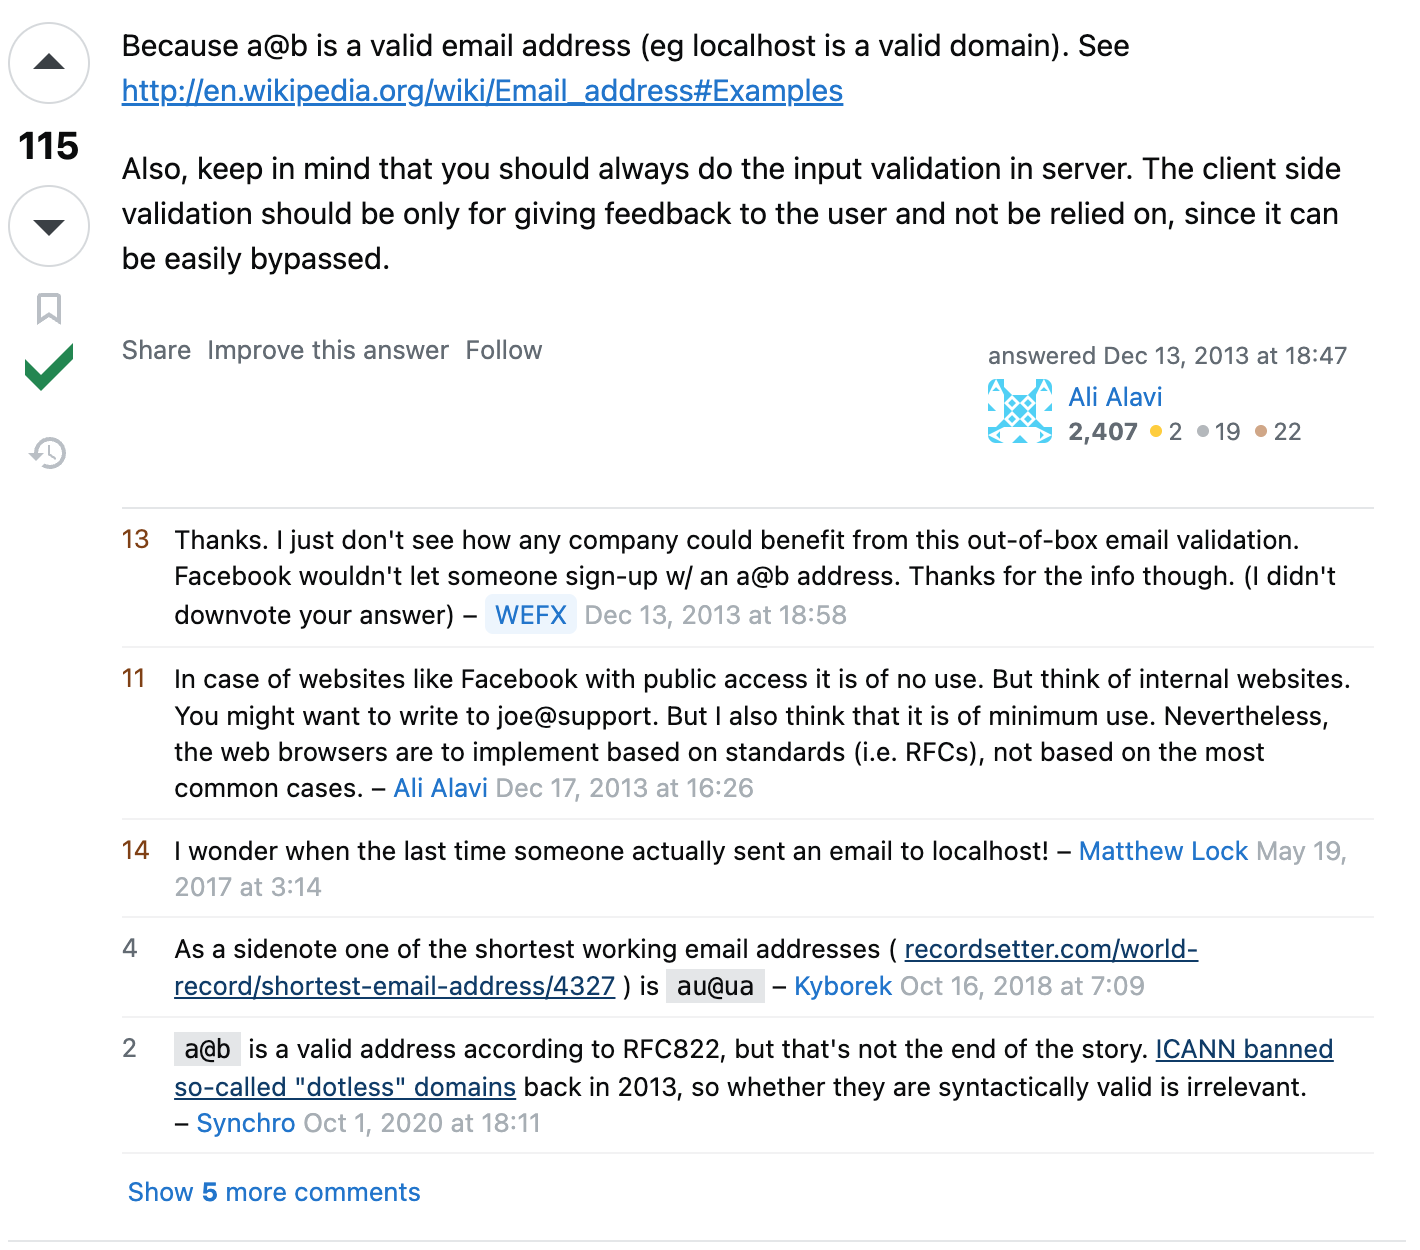 Because a@b is a valid email address (eg localhost is a valid domain). See
http://en.wikipedia.org/wiki/Email_address#Examples
115
Also, keep in mind that you should always do the input validation in server. The client side
validation should be only for giving feedback to the user and not be relied on, since it can
be easily bypassed.
Share Improve this answer Follow
answered Dec 13, 2013 at 18:47
Ali Alavi
2,407 2 19 22
13 Thanks. I just don't see how any company could benefit from this out-of-box email validation.
Facebook wouldn't let someone sign-up w/ an a@b address. Thanks for the info though. (I didn't
downvote your answer) – WEFX Dec 13, 2013 at 18:58
11 In case of websites like Facebook with public access it is of no use. But think of internal websites.
You might want to write to joe@support. But I also think that it is of minimum use. Nevertheless,
the web browsers are to implement based on standards (i.e. RFCs), not based on the most
common cases. – Ali Alavi Dec 17, 2013 at 16:26
14 I wonder when the last time someone actually sent an email to localhost! – Matthew Lock May 19,
2017 at 3:14
4 As a sidenote one of the shortest working email addresses ( recordsetter.com/world-
record/shortest-email-address/4327 ) is au@ua – Kyborek Oct 16, 2018 at 7:09
2 a@b is a valid address according to RFC822, but that's not the end of the story. ICANN banned
so-called "dotless" domains back in 2013, so whether they are syntactically valid is irrelevant.
– Synchro Oct 1, 2020 at 18:11
Show 5 more comments